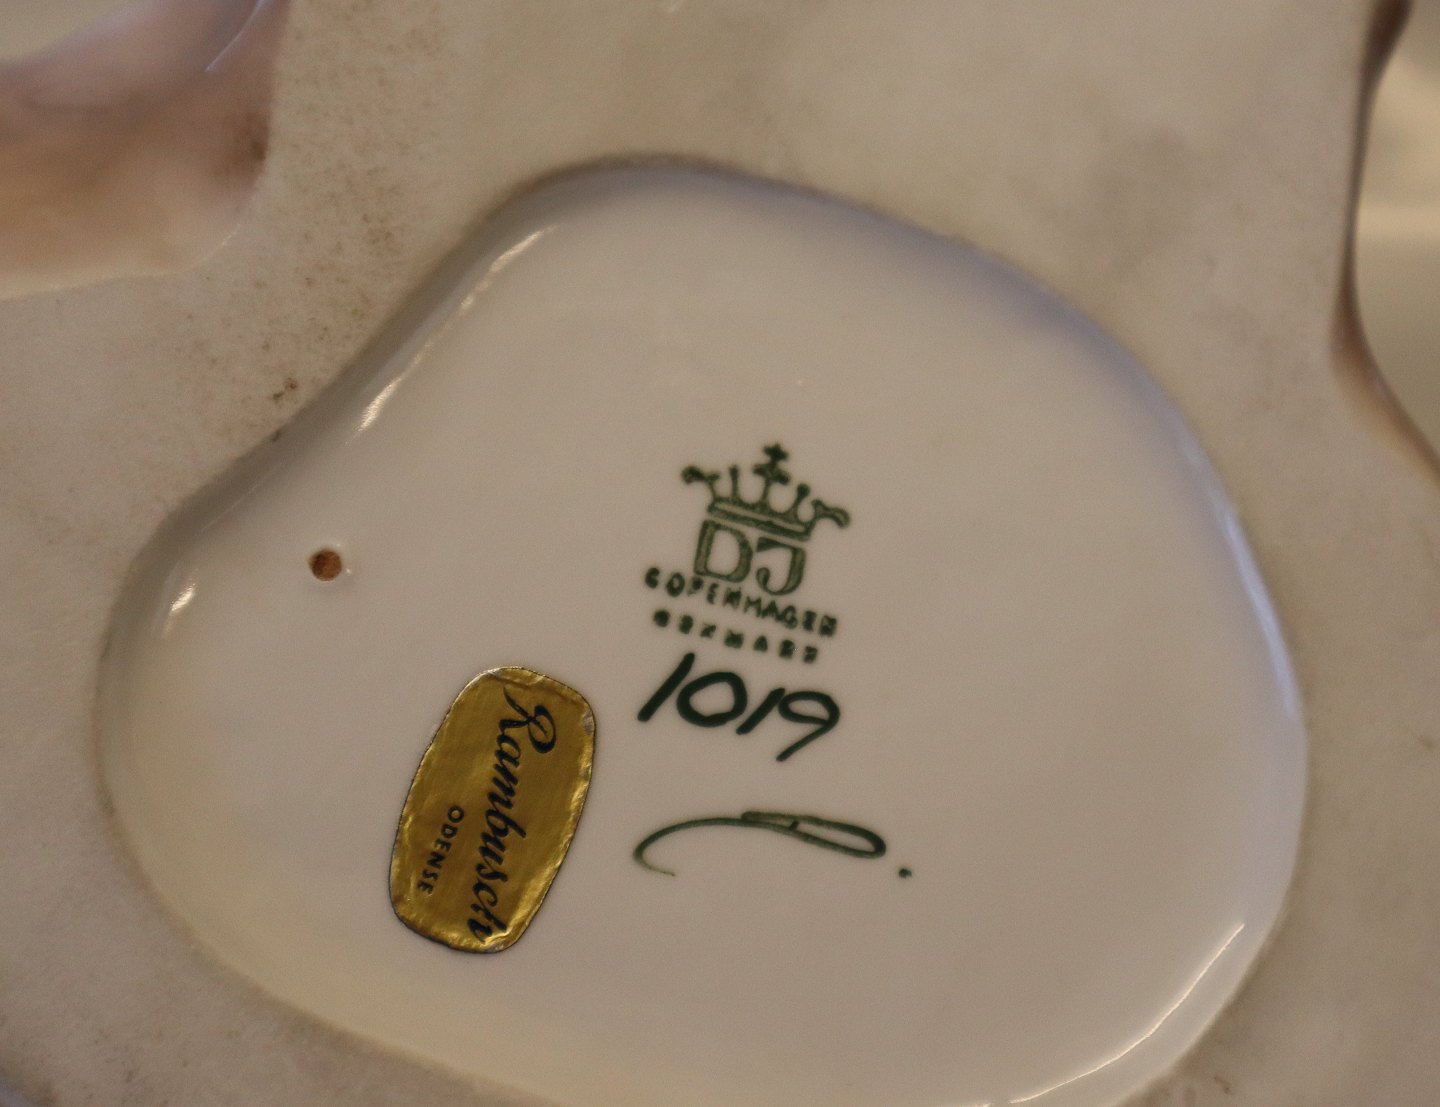 DJ
COPENHAGEN
DENMARK
1019
Rambusch
ODENSE